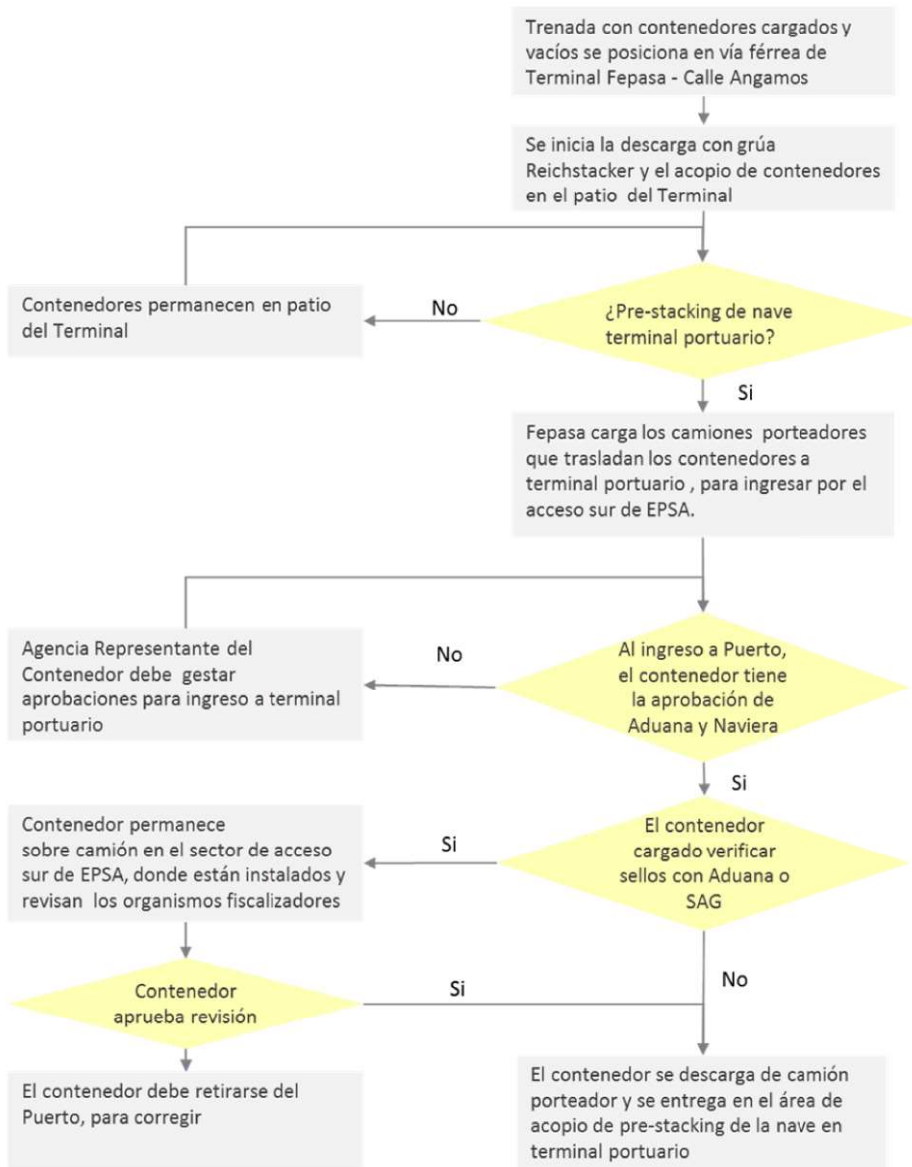 Trenada con contenedores cargados y
vacíos se posiciona en vía férrea de
Terminal Fepasa - Calle Angamos
Se inicia la descarga con grúa
Reichstacker y el acopio de contenedores
en el patio del Terminal
Contenedores permanecen en patio
del Terminal
No
¿Pre-stacking de nave
terminal portuario?
Si
Fepasa carga los camiones porteadores
que trasladan los contenedores a
terminal portuario , para ingresar por el
acceso sur de EPSA.
Agencia Representante del
Contenedor debe gestar
aprobaciones para ingreso a terminal
portuario
No
Al ingreso a Puerto,
el contenedor tiene
la aprobación de
Aduana y Naviera
Si
Contenedor permanece
sobre camión en el sector de acceso
sur de EPSA, donde están instalados y
revisan los organismos fiscalizadores
Si
El contenedor
cargado verificar
sellos con Aduana o
SAG
No
Contenedor
aprueba revisión
Si
El contenedor debe retirarse del
Puerto, para corregir
El contenedor se descarga de camión
porteador y se entrega en el área de
acopio de pre-stacking de la nave en
terminal portuario